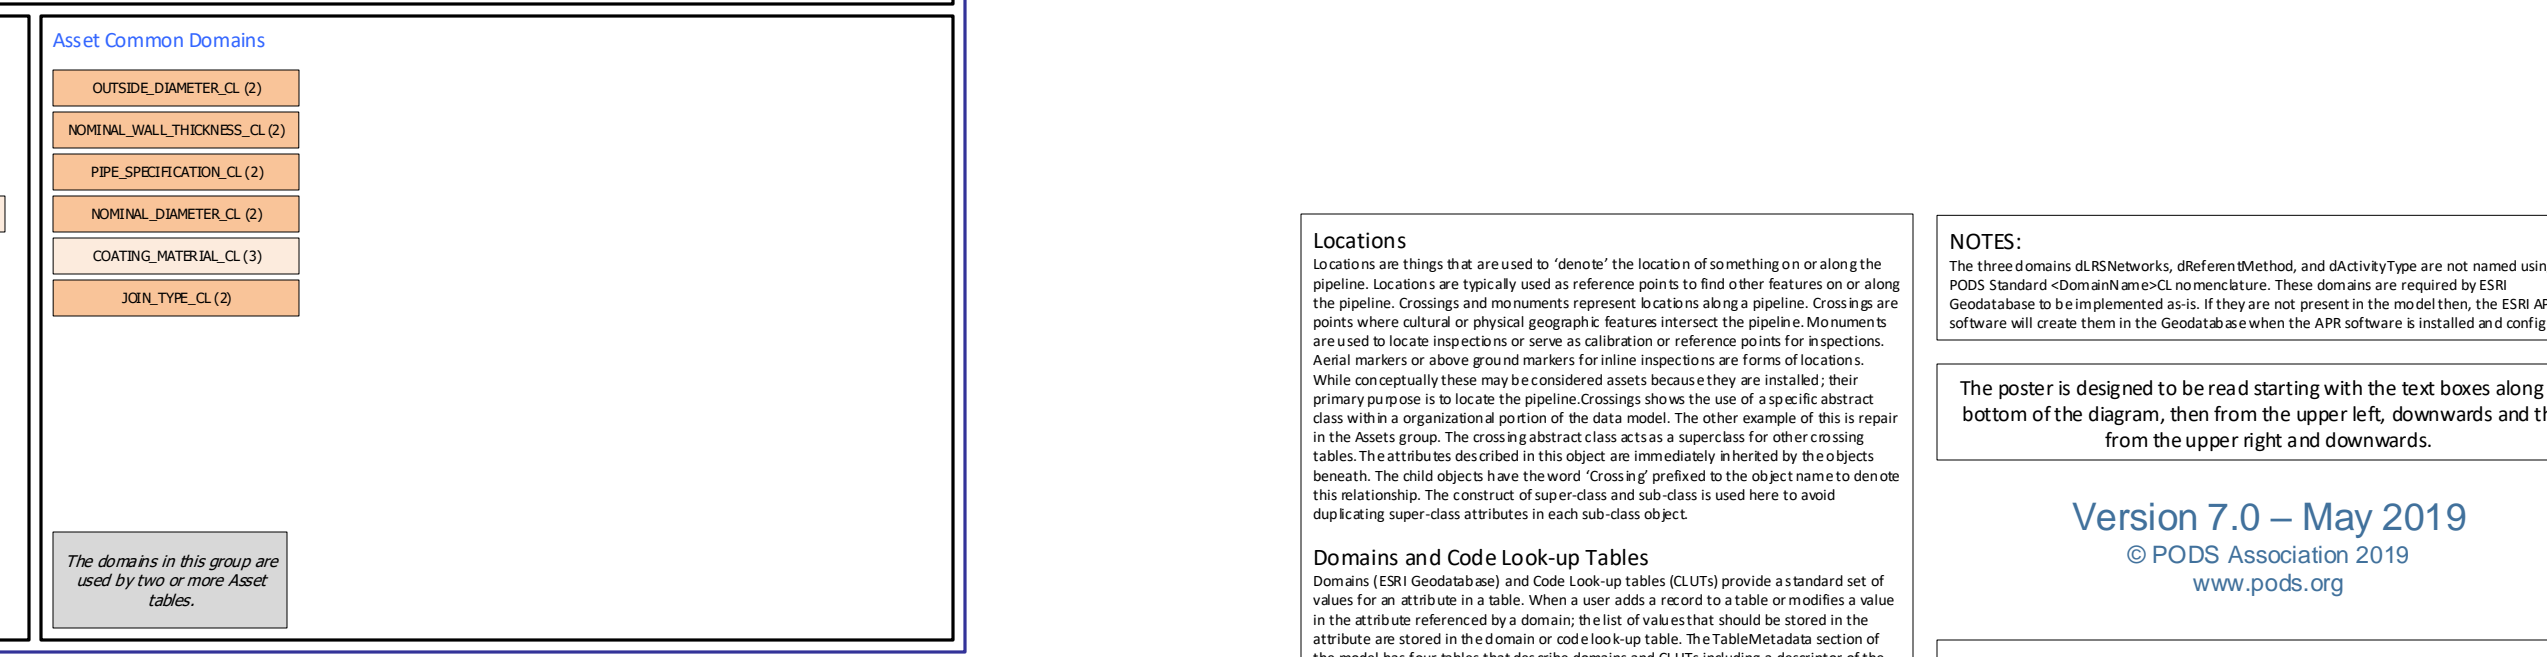 Asset Common Domains
OUTSIDE_DIAMETER_CL (2)
NOMINAL_WALL_THICKNESS_CL (2)
PIPE_SPECIFICATION_CL (2)
NOMINAL_DIAMETER_CL (2)
COATING_MATERIAL_CL (3)
JOIN_TYPE_CL (2)
The domains in this group are
used by two or more Asset
tables.
Locations
Locations are things that are used to ‘denote’ the location of something on or along the
pipeline. Locations are typically used as reference points to find other features on or along
the pipeline. Crossings and monuments represent locations along a pipeline. Crossings are
points where cultural or physical geographic features intersect the pipeline. Monuments
are used to locate inspections or serve as calibration or reference points for inspections.
Aerial markers or above ground markers for inline inspections are forms of locations.
While conceptually these may be considered assets because they are installed; their
primary purpose is to locate the pipeline.Crossings shows the use of a specific abstract
class within a organizational portion of the data model. The other example of this is repair
in the Assets group. The crossing abstract class acts as a superclass for other crossing
tables. The attributes described in this object are immediately inherited by the objects
beneath. The child objects have the word ‘Crossing’ prefixed to the object name to denote
this relationship. The construct of super-class and sub-class is used here to avoid
duplicating super-class attributes in each sub-class object.
Domains and Code Look-up Tables
Domains (ESRI Geodatabase) and Code Look-up tables (CLUTs) provide a standard set of
values for an attribute in a table. When a user adds a record to a table or modifies a value
in the attribute referenced by a domain; the list of values that should be stored in the
attribute are stored in the domain or code look-up table. The TableMetadata section of
the model has four tables that describe domains and CLUTs including a descriptor of the
NOTES:
The three domains dLRSNetworks, dReferentMethod, and dActivityType are not named usin
PODS Standard <DomainName>CL nomenclature. These domains are required by ESRI
Geodatabase to be implemented as-is. If they are not present in the model then, the ESRI AP
software will create them in the Geodatabase when the APR software is installed and config
The poster is designed to be read starting with the text boxes along
bottom of the diagram, then from the upper left, downwards and th
from the upper right and downwards.
Version 7.0 – May 2019
© PODS Association 2019
www.pods.org